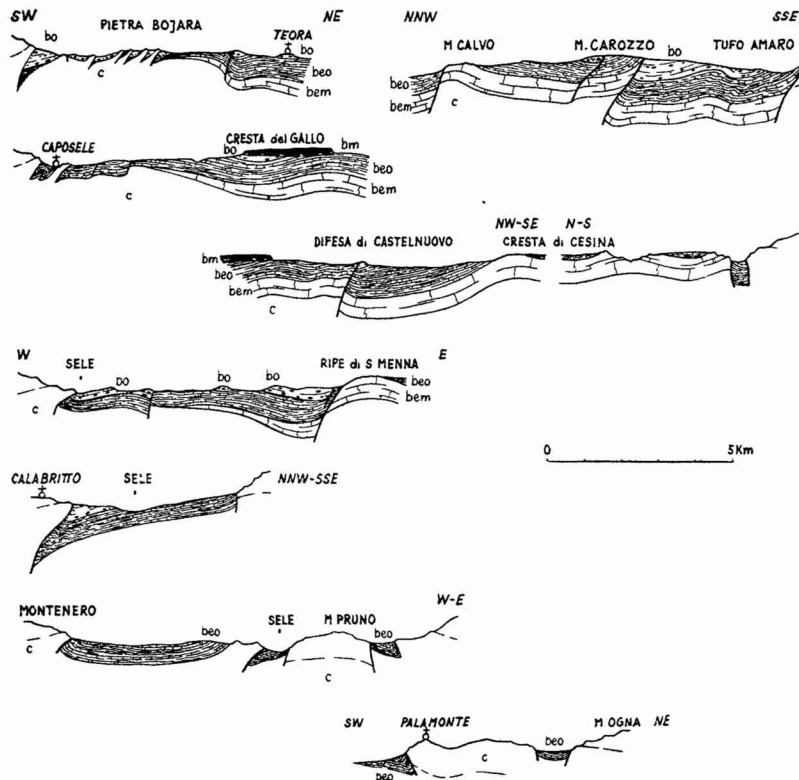 SW PIETRA BOJARA NE
bo TEORA
bo
c beo
bem
NNW SSE
M CALVO M. CAROZZO bo TUFO AMARO
beo
bem c
CAPOSELE CRESTA del GALLO
bo bm
beo
c bem
NW-SE N-S
DIFESA di CASTELNUOVO CRESTA di CESINA
bm
beo
bem
c
W SELE RIPE di S MENNA E
bo bo bo beo
c bem
0 5Km
CALABRITTO SELE NNW-SSE
MONTENERO SELE M PRUNO W-E
beo beo
c c
SW PALAMONTE M OGNA NE
beo
c
beo